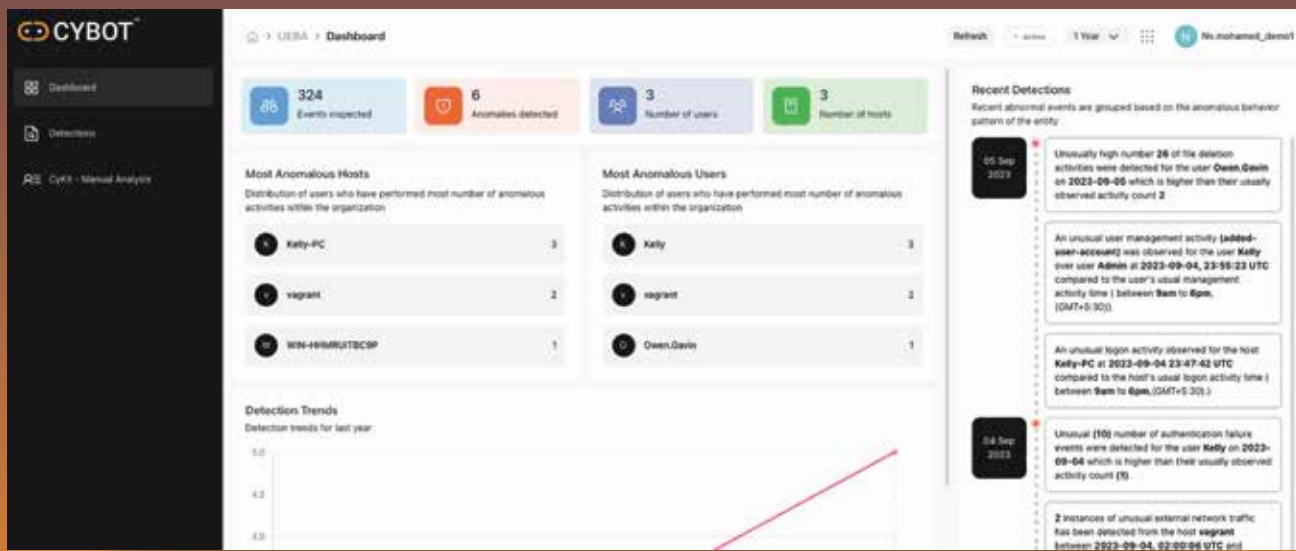 CYBOT
UEBA > Dashboard
Refresh
active
1 Year
N
Ns.mohamed_demo1
Dashboard
Detections
CyKit - Manual Analysis
324
Events inspected
6
Anomalies detected
3
Number of users
3
Number of hosts
Most Anomalous Hosts
Distribution of users who have performed most number of anomalous
activities within the organization
K Kelly-PC 3
v vagrant 2
W 1
Most Anomalous Users
Distribution of users who have performed most number of anomalous
activities within the organization
K Kelly 3
v vagrant 2
O Owen.Gavin 1
Detection Trends
Detection trends for last year
5.0
4.0
Recent Detections
Recent abnormal events are grouped based on the anomalous behavior
pattern of the entity
05 Sep
2023
Unusually high number 26 of file deletion
activities were detected for the user Owen.Gavin
on 2023-09-05 which is higher than their usually
observed activity count 2
An unusual user management activity (added-
user-account) was observed for the user Kelly
over user Admin at 2023-09-04, 23:55:23 UTC
compared to the user's usual management
activity time ( between 9am to 6pm,
(GMT+5:30)).
An unusual logon activity observed for the host
Kelly-PC at 2023-09-04 23:47:42 UTC
compared to the host's usual logon activity time (
between 9am to 6pm,(GMT+5:30).)
04 Sep
2023
Unusual (10) number of authentication failure
events were detected for the user Kelly on 2023-
09-04 which is higher than their usually observed
activity count (1).
2 instances of unusual external network traffic
has been detected from the host vagrant
between 2023-09-04, 02:00:06 UTC and